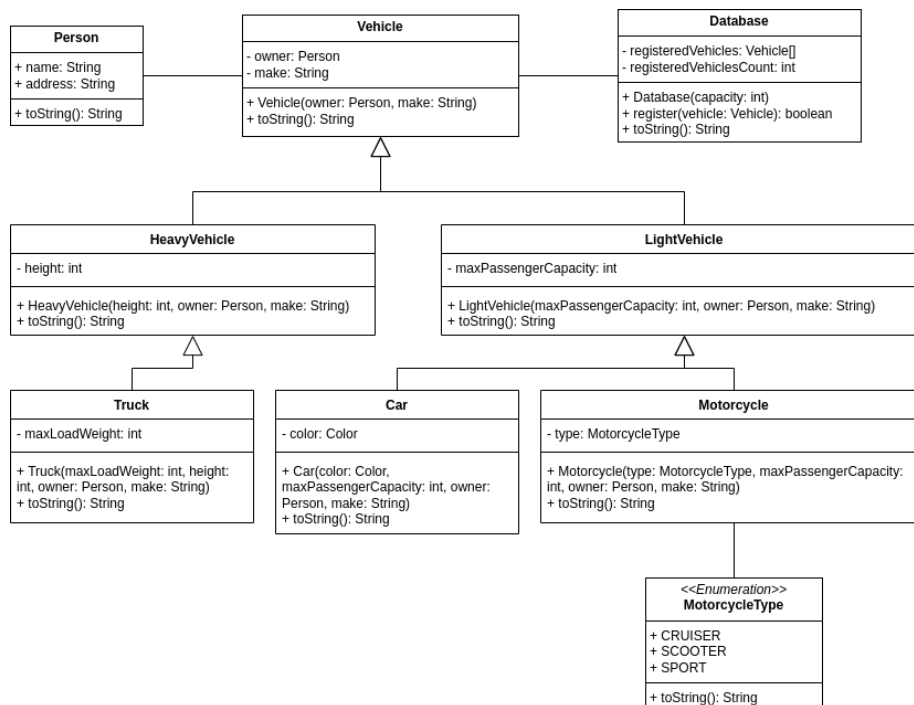 Person
+ name: String
+ address: String
+ toString(): String
Vehicle
- owner: Person
- make: String
+ Vehicle(owner: Person, make: String)
+ toString(): String
Database
- registeredVehicles: Vehicle[]
- registeredVehiclesCount: int
+ Database(capacity: int)
+ register(vehicle: Vehicle): boolean
+ toString(): String
HeavyVehicle
- height: int
+ HeavyVehicle(height: int, owner: Person, make: String)
+ toString(): String
LightVehicle
- maxPassengerCapacity: int
+ LightVehicle(maxPassengerCapacity: int, owner: Person, make: String)
+ toString(): String
Truck
- maxLoadWeight: int
+ Truck(maxLoadWeight: int, height:
int, owner: Person, make: String)
+ toString(): String
Car
- color: Color
+ Car(color: Color,
maxPassengerCapacity: int, owner:
Person, make: String)
+ toString(): String
Motorcycle
- type: MotorcycleType
+ Motorcycle(type: MotorcycleType, maxPassengerCapacity:
int, owner: Person, make: String)
+ toString(): String
<<Enumeration>>
MotorcycleType
+ CRUISER
+ SCOOTER
+ SPORT
+ toString(): String